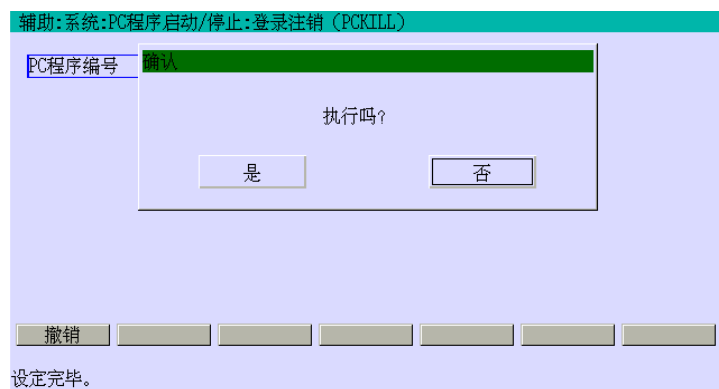 辅助:系统:PC程序启动/停止:登录注销 (PCKILL)
PC程序编号
确认
执行吗?
是
否
撤销
设定完毕。